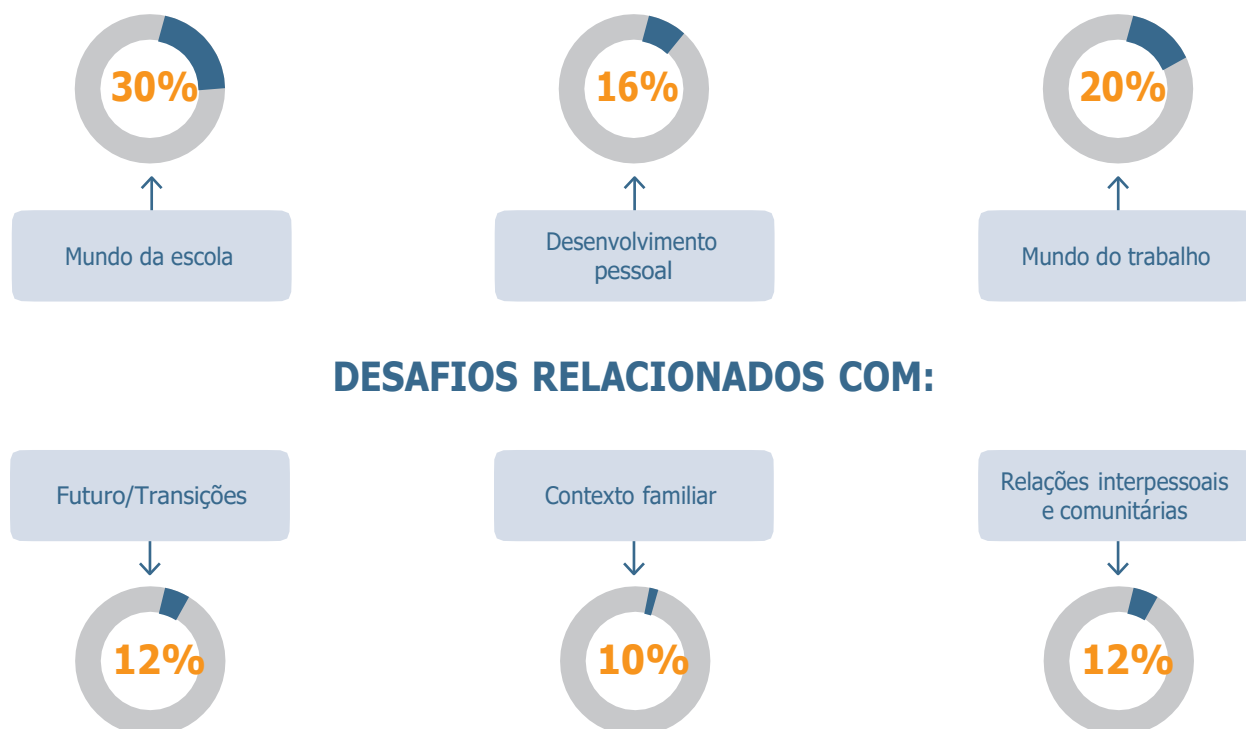 30%
16%
20%
Mundo da escola
Desenvolvimento
pessoal
Mundo do trabalho
DESAFIOS RELACIONADOS COM:
Futuro/Transições
Contexto familiar
Relações interpessoais
e comunitárias
12%
10%
12%